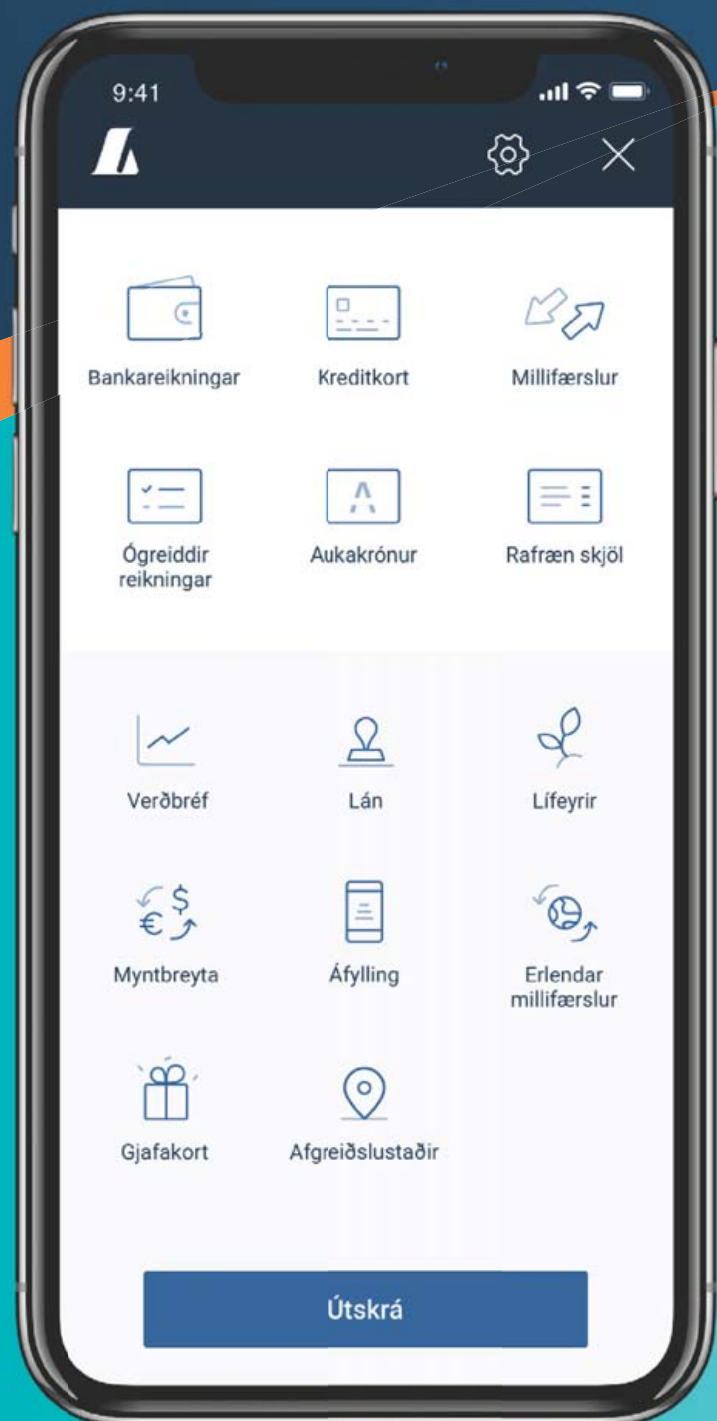 9:41
Bankareikningar
Kreditkort
Millifærslur
Ógreiddir
reikningar
Aukakrónur
Rafræn skjöl
Verðbréf
Lán
Lífeyrir
€ $
Myntbreyta
Áfylling
Erlendar
millifærslur
Gjafakort
Afgreiðslustaðir
Útskrá